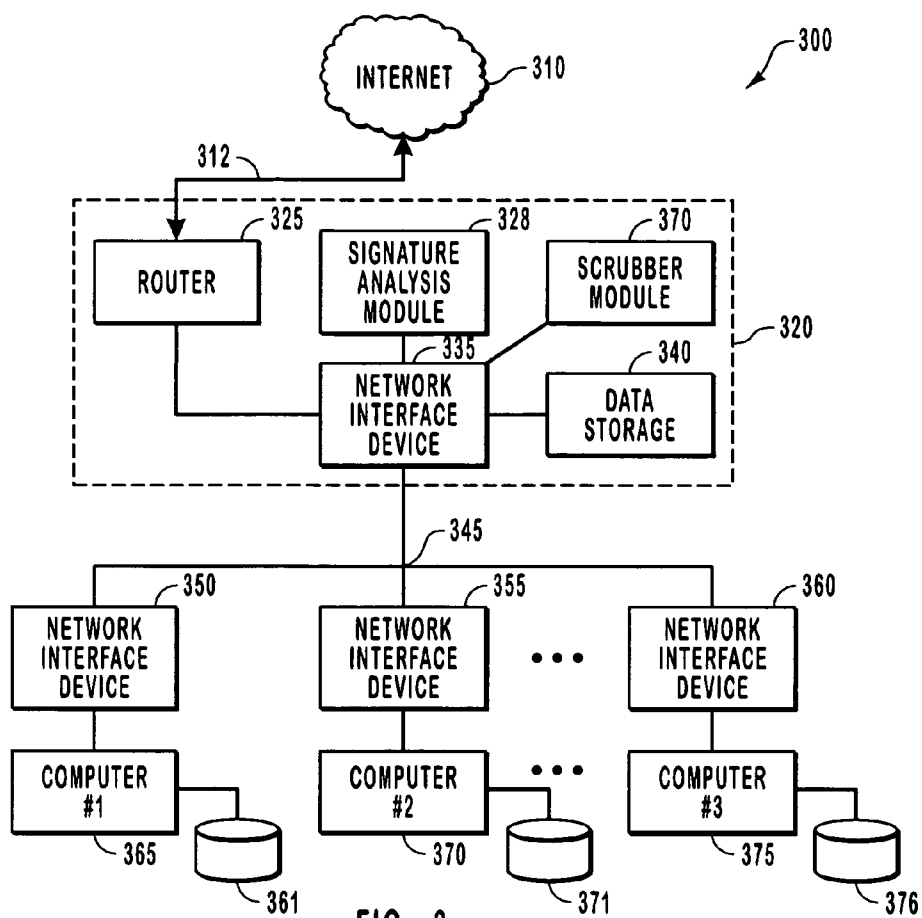 300
INTERNET
310
312
325
328
370
ROUTER
SIGNATURE
ANALYSIS
MODULE
SCRUBBER
MODULE
320
335
340
NETWORK
INTERFACE
DEVICE
DATA
STORAGE
345
350
355
360
NETWORK
INTERFACE
DEVICE
NETWORK
INTERFACE
DEVICE
NETWORK
INTERFACE
DEVICE
COMPUTER
#1
COMPUTER
#2
COMPUTER
#3
365
361
370
371
375
376